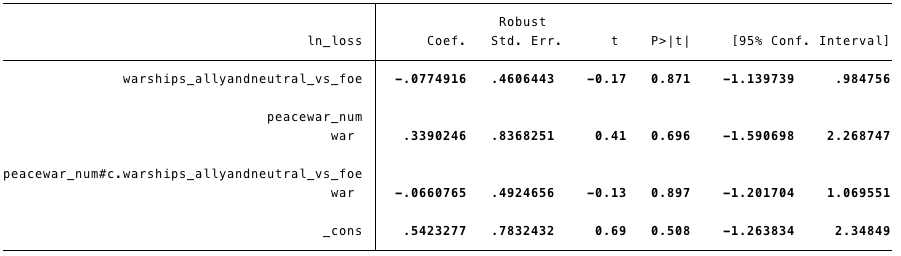 Robust
ln_loss Coef. Std. Err. t P>|t| [95% Conf. Interval]
warships_allyandneutral_vs_foe -.0774916 .4606443 -0.17 0.871 -1.139739 .984756
peacewar_num
war .3390246 .8368251 0.41 0.696 -1.590698 2.268747
peacewar_num#c.warships_allyandneutral_vs_foe
war -.0660765 .4924656 -0.13 0.897 -1.201704 1.069551
_cons .5423277 .7832432 0.69 0.508 -1.263834 2.34849